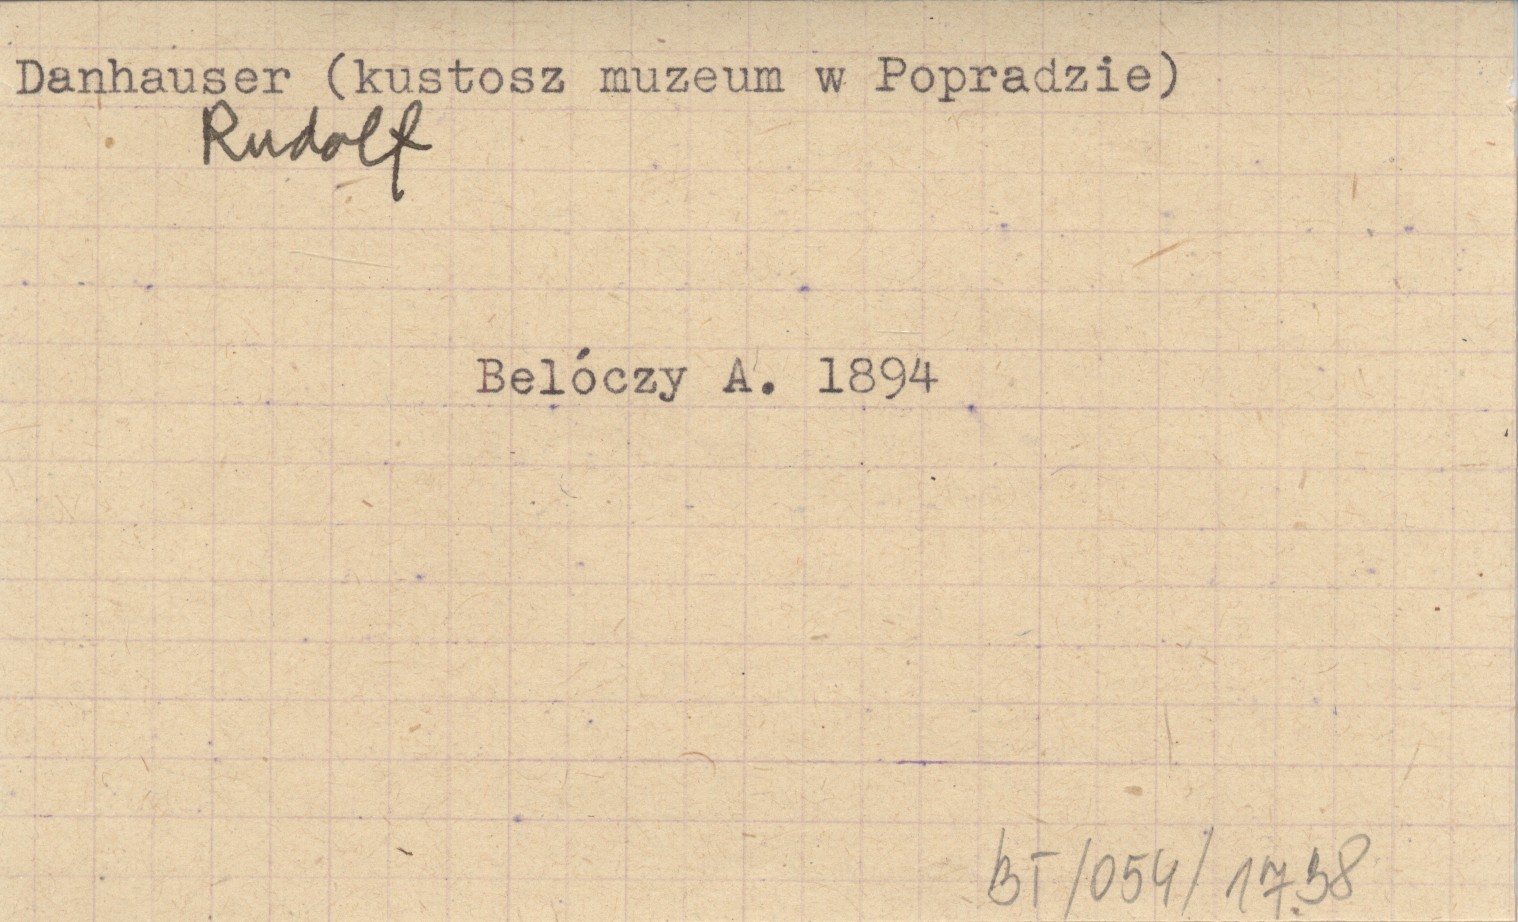 Danhauser (kustosz muzeum w Popradzie)
Rudolf
Belóczy A. 1894
BT/054/1738